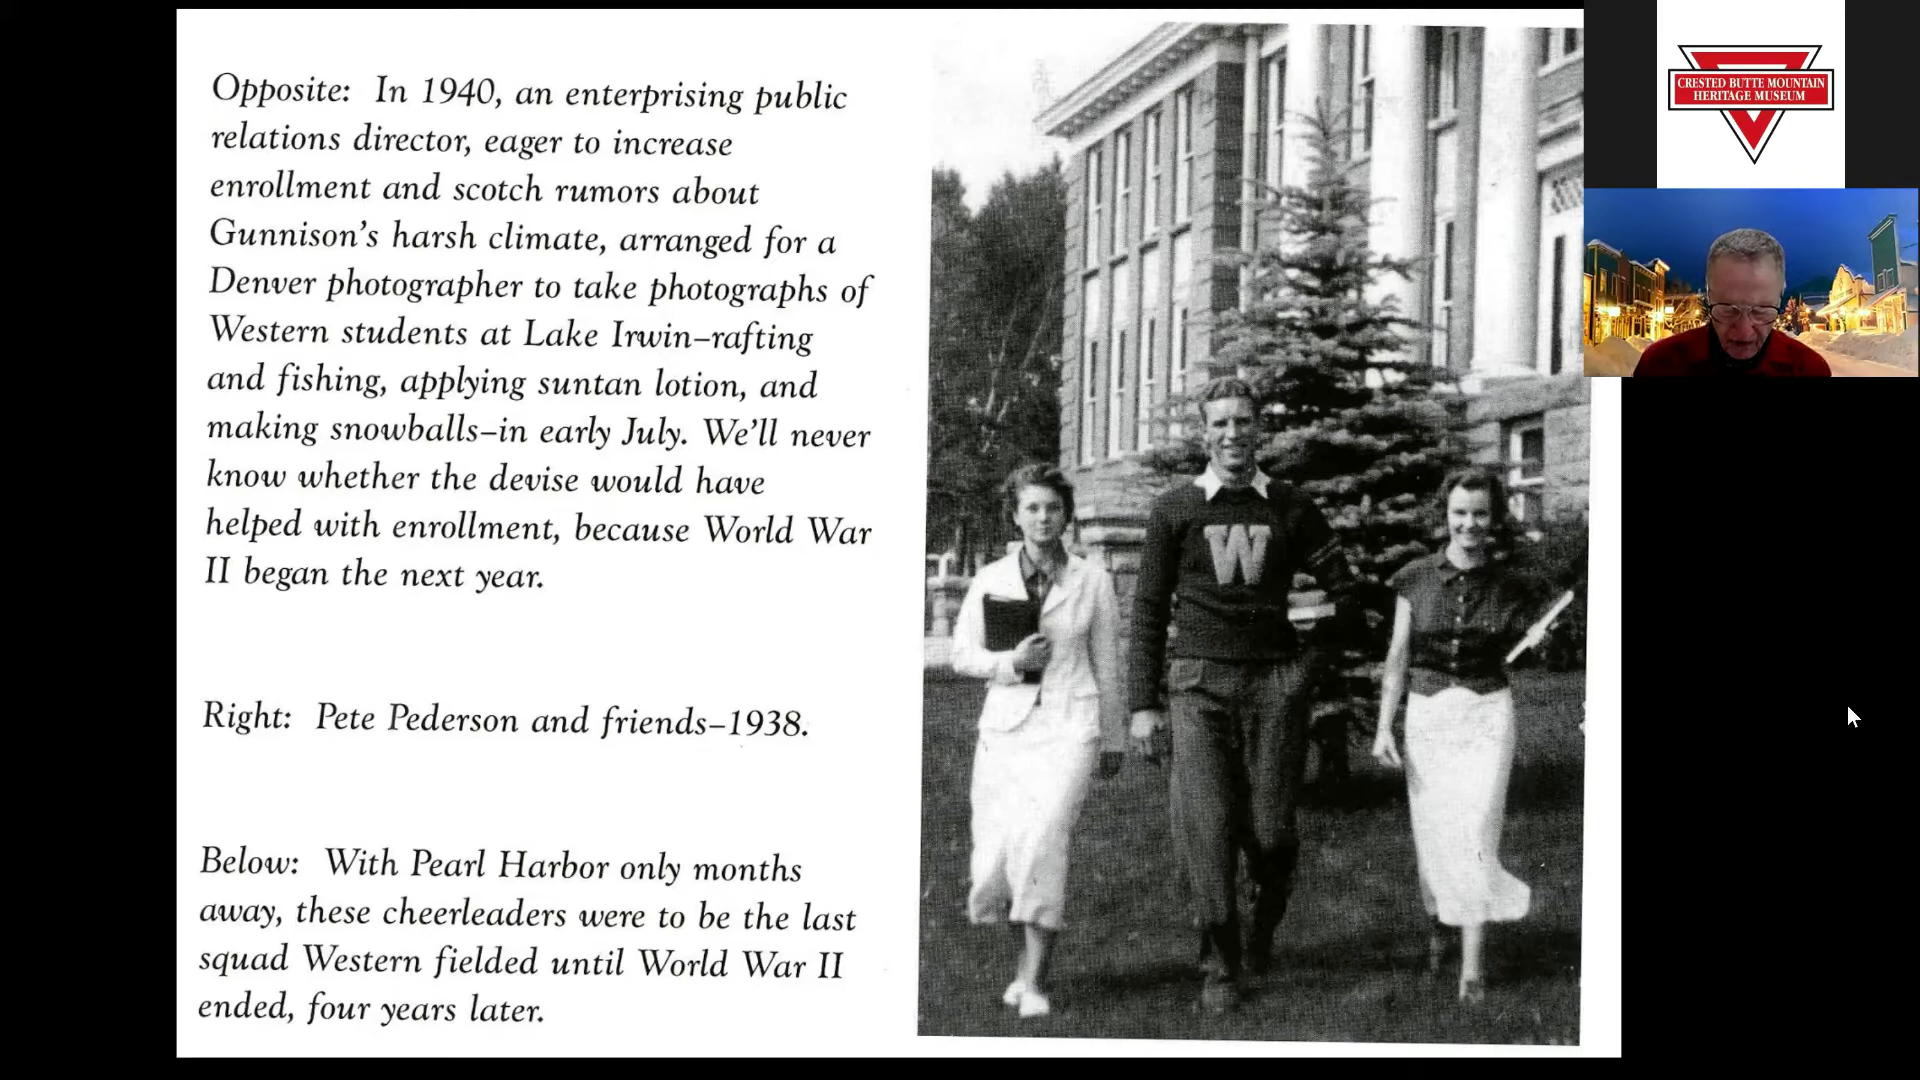 Opposite: In 1940, an enterprising public
relations director, eager to increase
enrollment and scotch rumors about
Gunnison's harsh climate, arranged for a
Denver photographer to take photographs of
Western students at Lake Irwin–rafting
and fishing, applying suntan lotion, and
making snowballs–in early July. We'll never
know whether the devise would have
helped with enrollment, because World War
II began the next year.
Right: Pete Pederson and friends–1938.
Below: With Pearl Harbor only months
away, these cheerleaders were to be the last
squad Western fielded until World War II
ended, four years later.
W
CRESTED BUTTE MOUNTAIN
HERITAGE MUSEUM